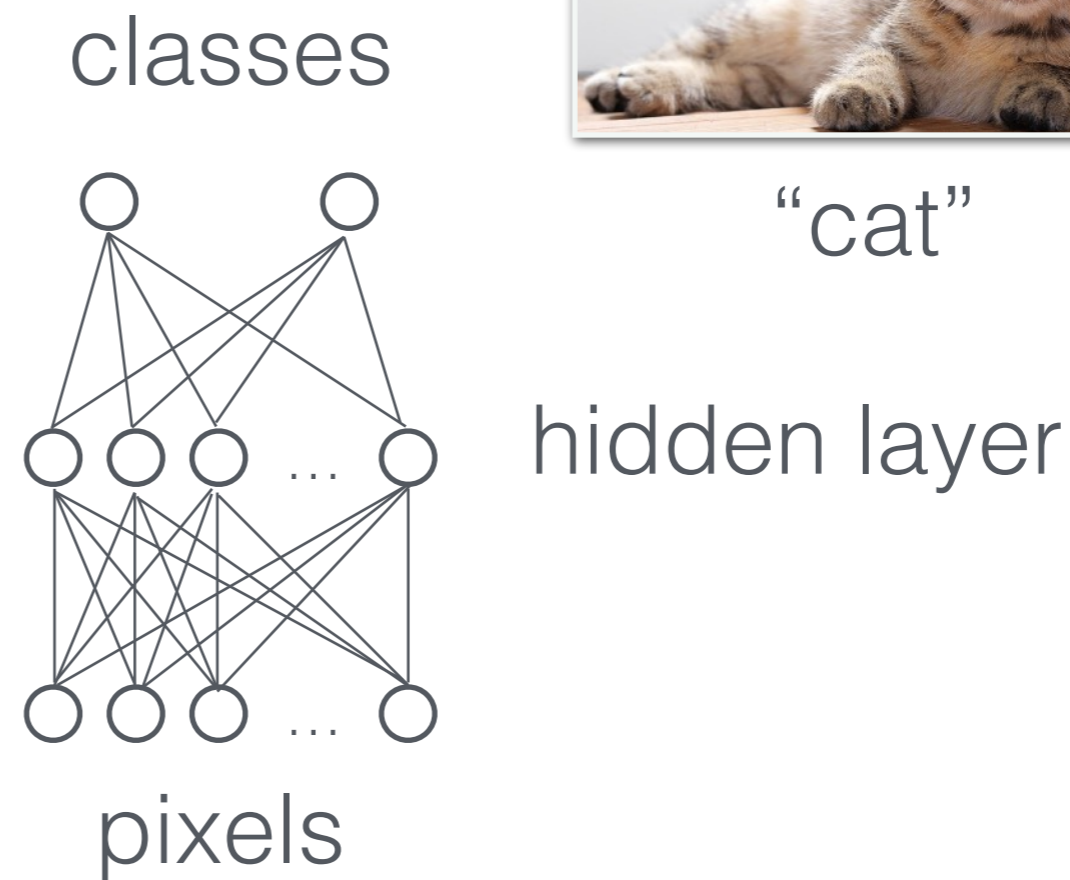 classes
“cat”
hidden layer
...
...
pixels